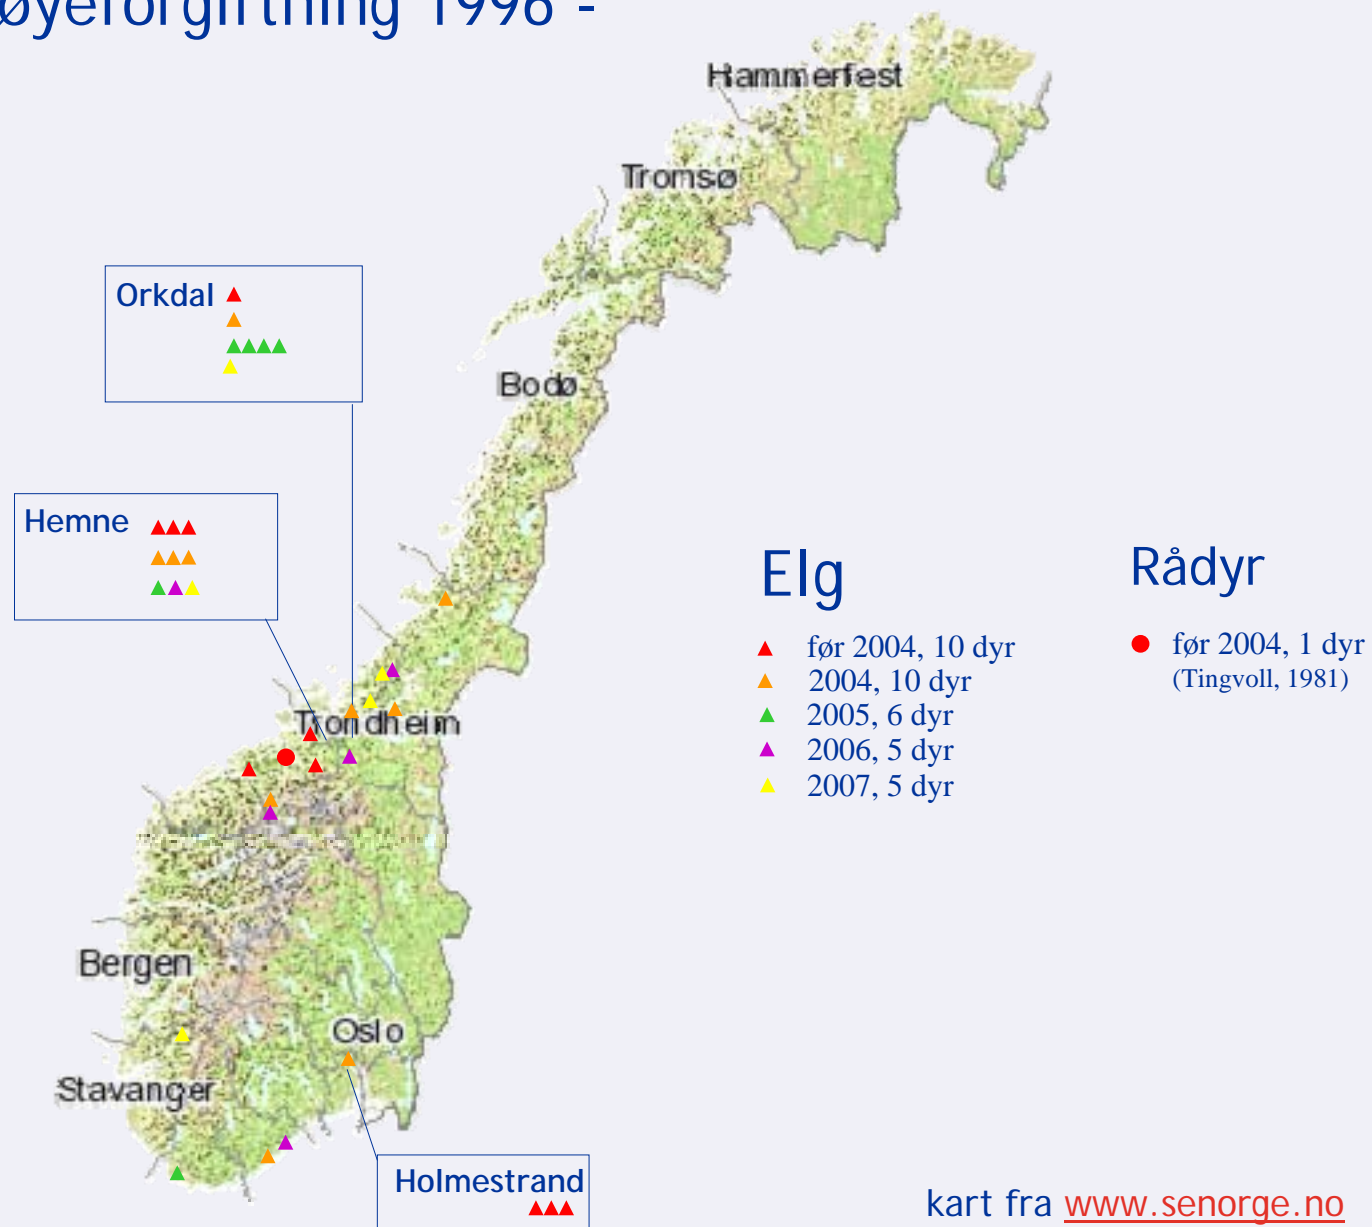 øyeforgiftning 1996 -
Hammerfest
Tromsø
Orkdal
Bodø
Hemne
Elg
før 2004, 10 dyr
2004, 10 dyr
2005, 6 dyr
2006, 5 dyr
2007, 5 dyr
Rådyr
før 2004, 1 dyr
(Tingvoll, 1981)
Trondheim
Bergen
Oslo
Stavanger
Holmestrand
kart fra www.senorge.no